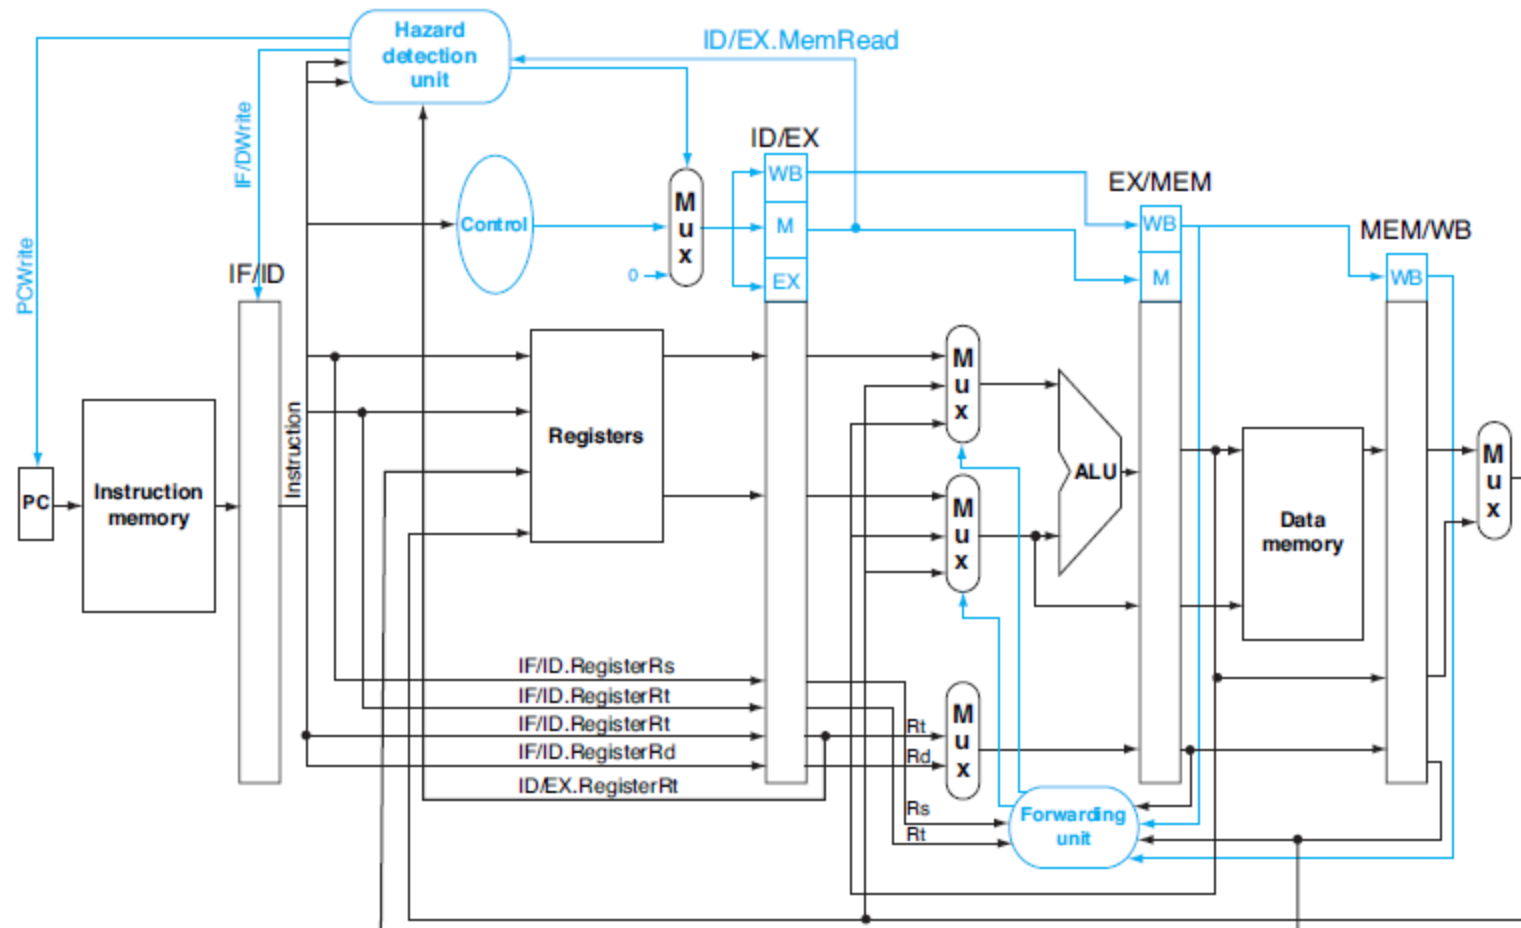 Hazard
detection
unit
ID/EX.MemRead
IF/DWrite
PCWrite
ID/EX
WB
M
EX
Control
M
u
x
0
EX/MEM
WB
M
MEM/WB
WB
IF/ID
PC
Instruction
memory
Instruction
Registers
M
u
x
M
u
x
ALU
Data
memory
M
u
x
IF/ID.RegisterRs
IF/ID.RegisterRt
IF/ID.RegisterRt
IF/ID.RegisterRd
ID/EX.RegisterRt
Rt
Rd
M
u
x
Rs
Rt
Forwarding
unit